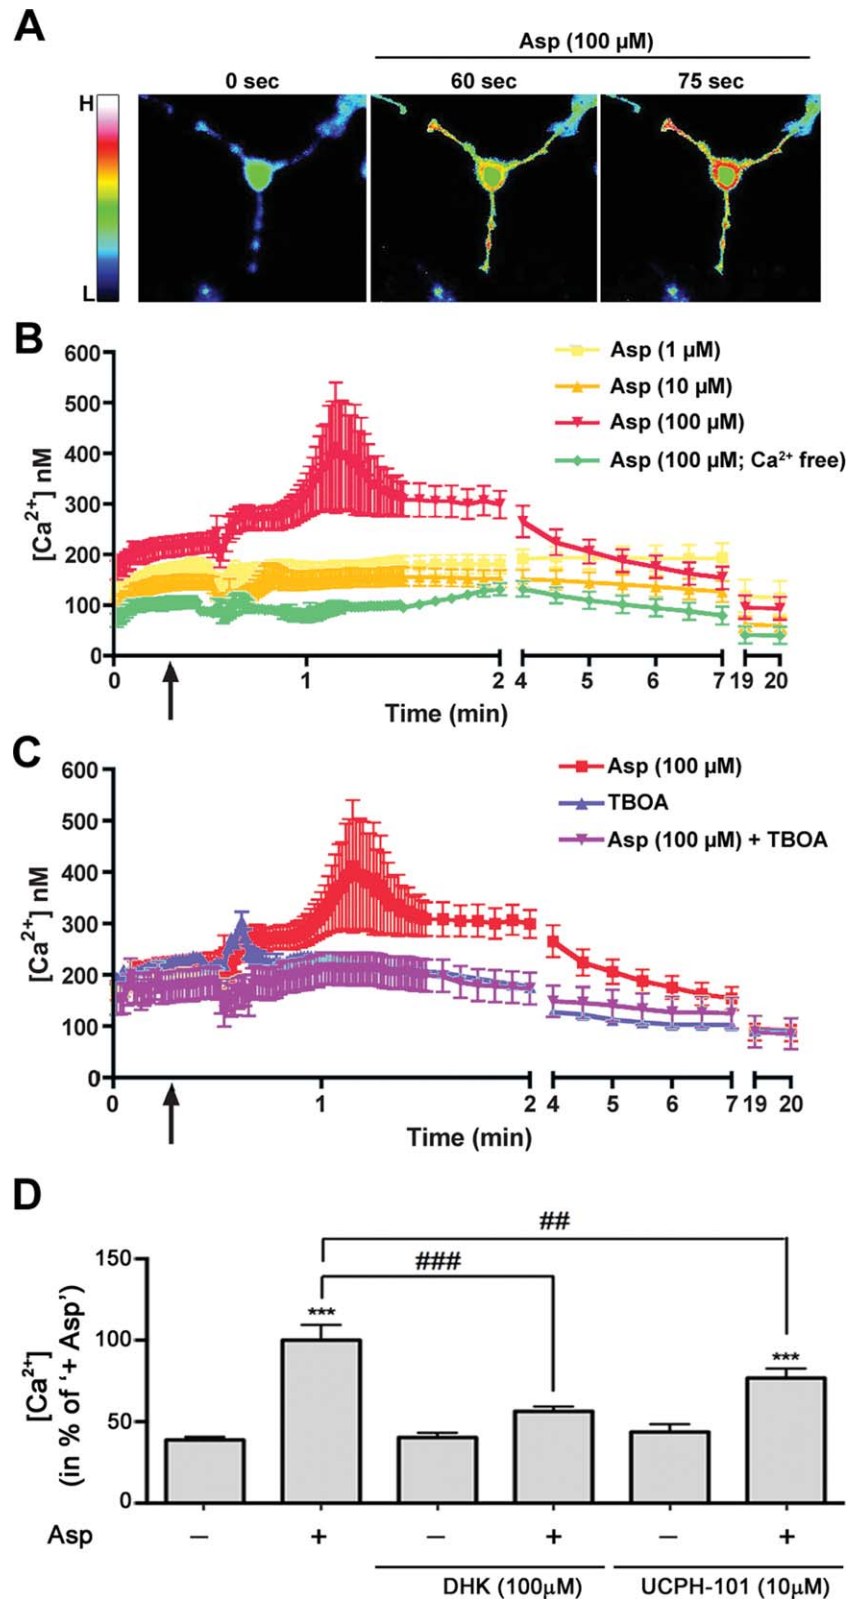 A
Asp (100 µM)
0 sec 60 sec 75 sec
H
L
B
600
500
400
300
200
100
0
[Ca²⁺] nM
Asp (1 µM)
Asp (10 µM)
Asp (100 µM)
Asp (100 µM; Ca²⁺ free)
0 1 2 4 5 6 7 19 20
Time (min)
C
600
500
400
300
200
100
0
[Ca²⁺] nM
Asp (100 µM)
TBOA
Asp (100 µM) + TBOA
0 1 2 4 5 6 7 19 20
Time (min)
D
150
100
50
0
[Ca²⁺]
(in % of ‘+ Asp’)
##
###
***
***
Asp – + – + – +
DHK (100µM) UCPH-101 (10µM)